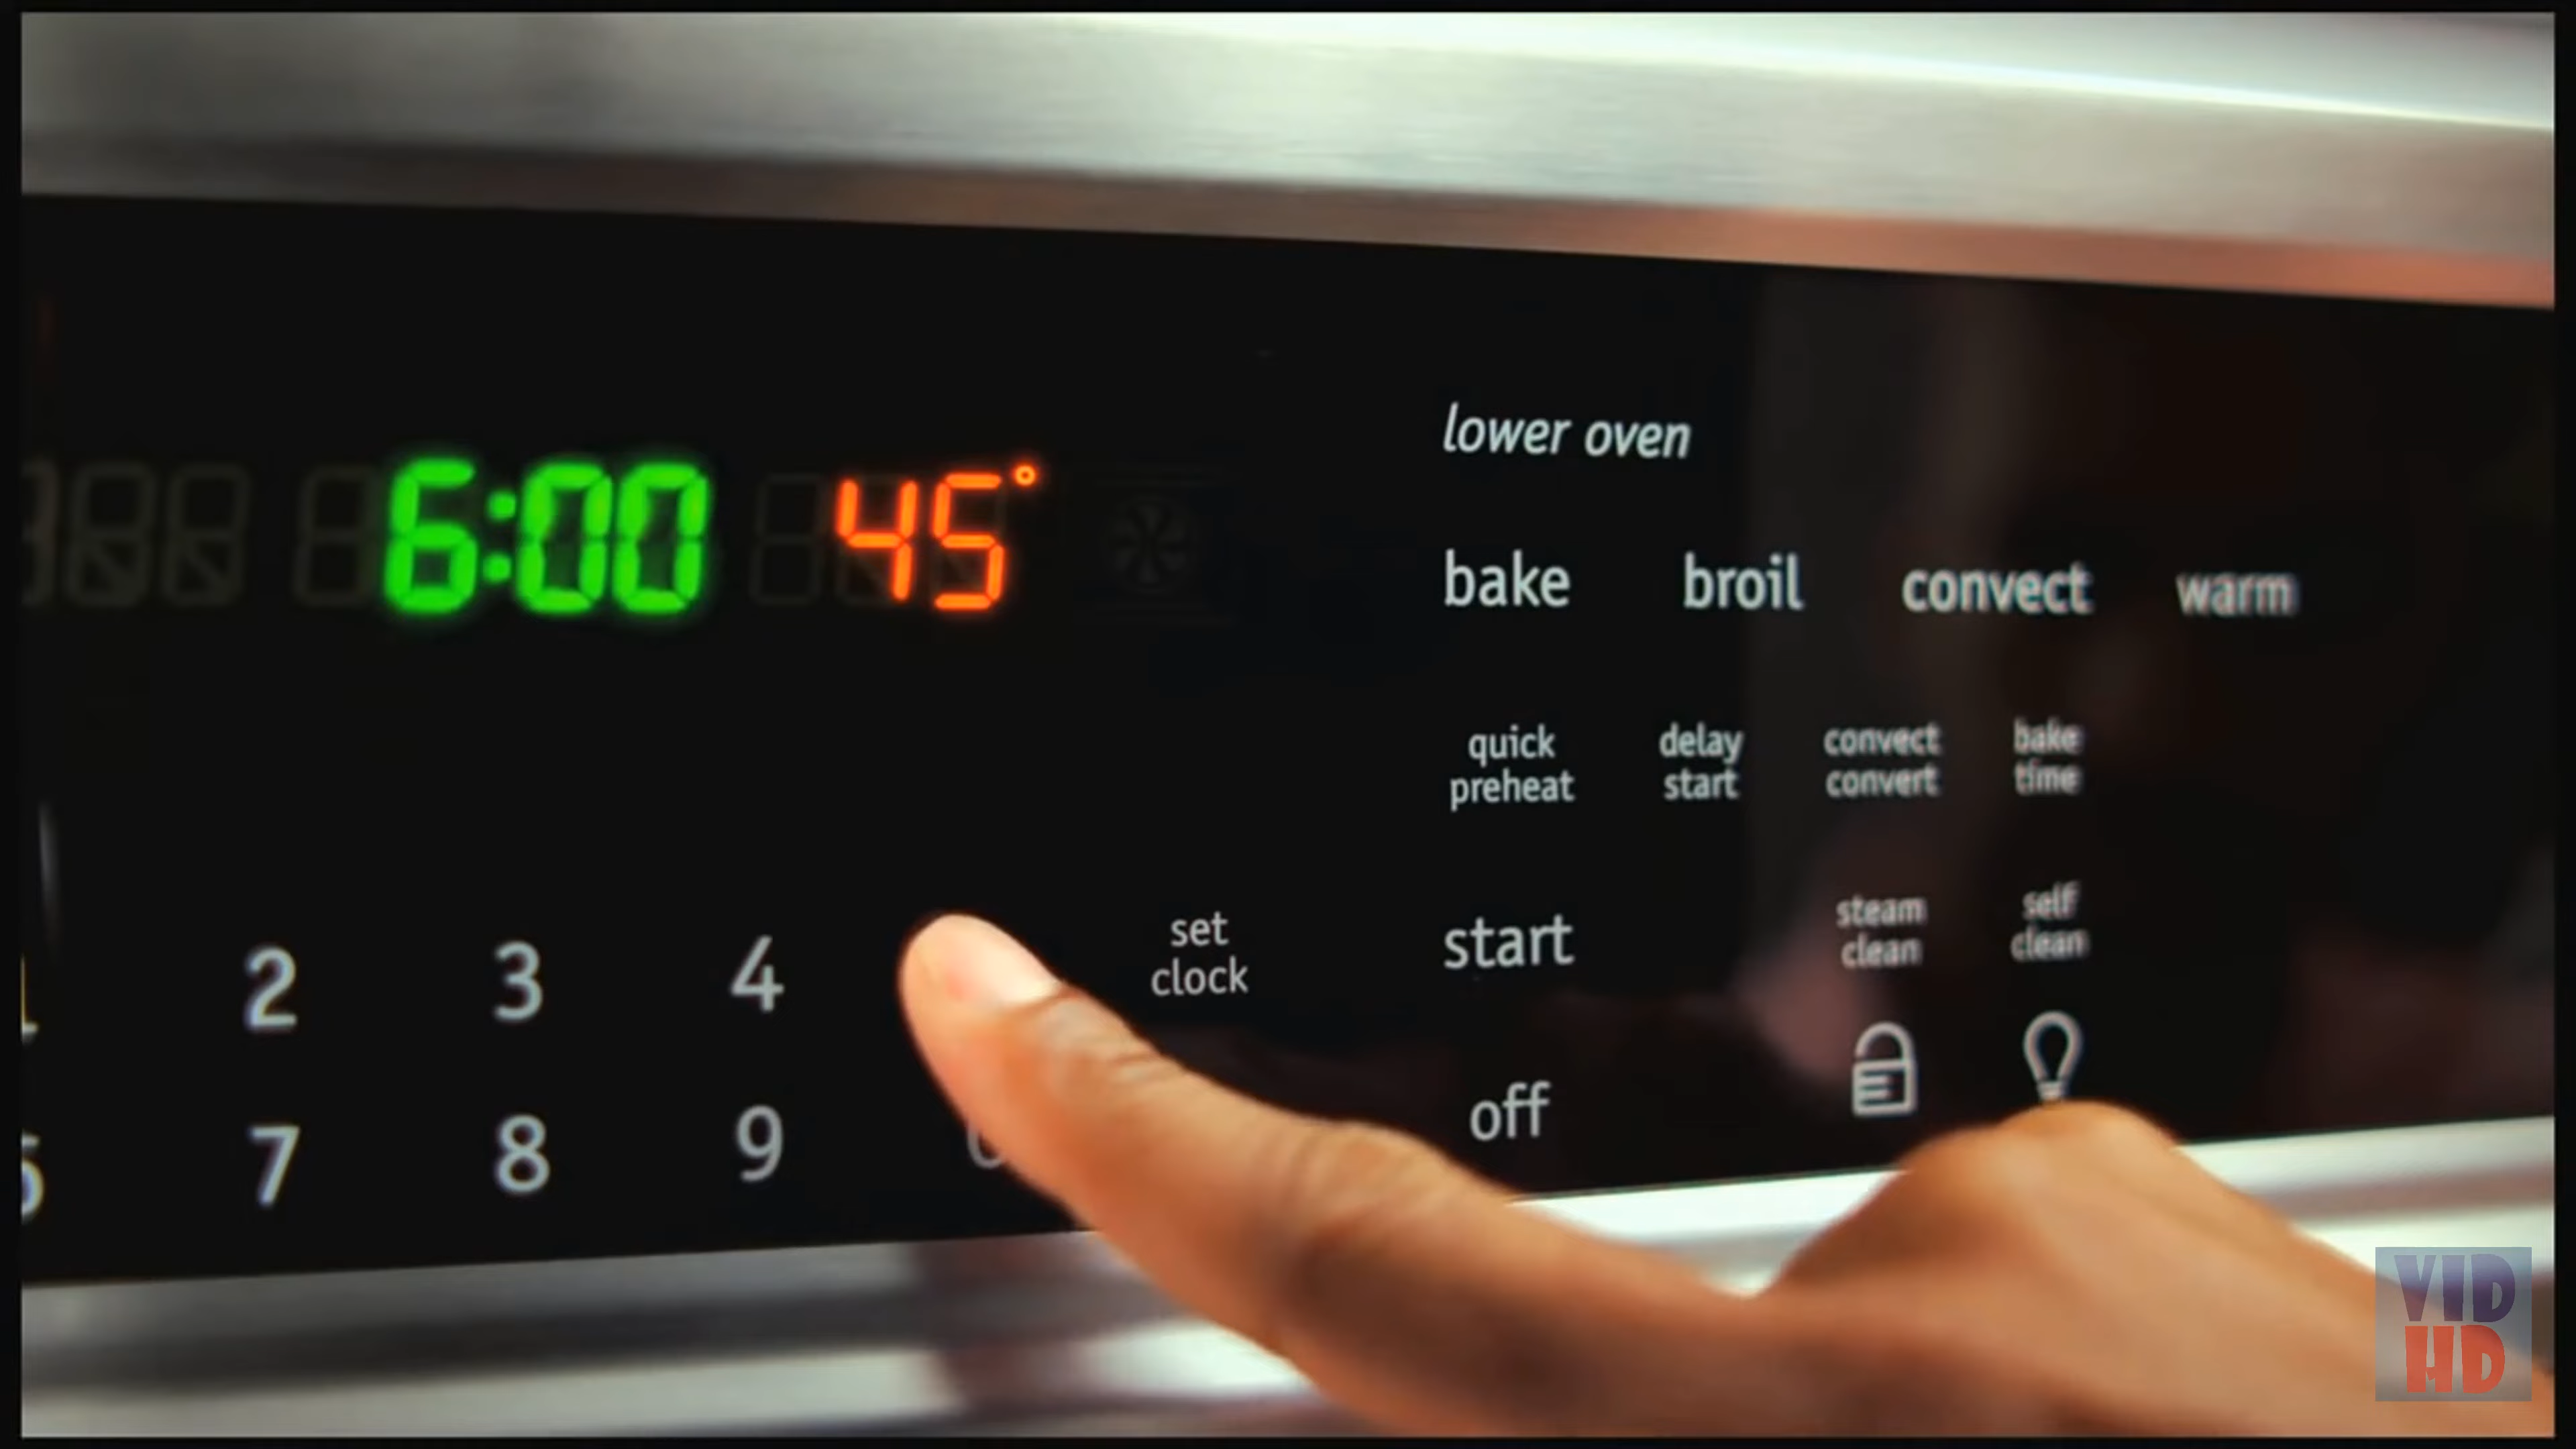 6:00 45°
lower oven
bake broil convect warm
quick preheat
delay start
convect convert
bake time
2 3 4
set clock
start
steam clean
self clean
7 8 9
off
VID
HD